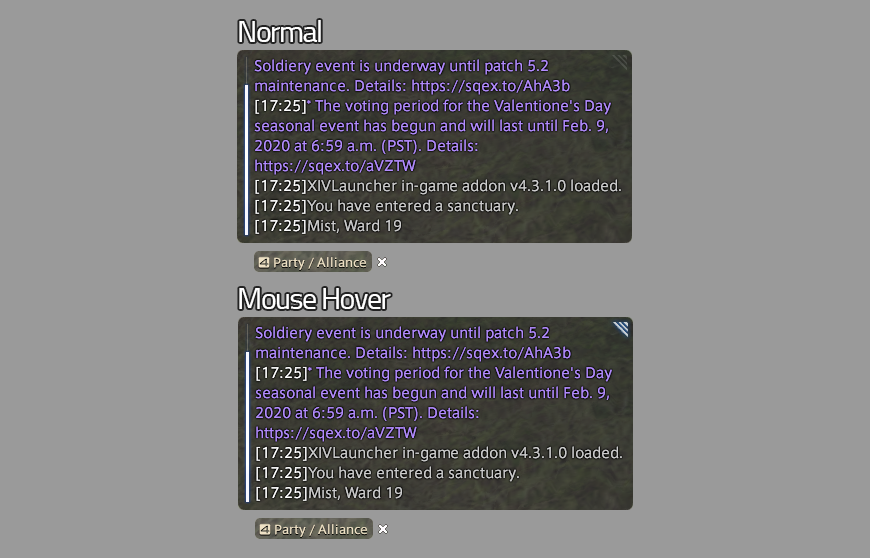 Normal
Soldiery event is underway until patch 5.2
maintenance. Details: https://sqex.to/AhA3b
[17:25]* The voting period for the Valentione's Day
seasonal event has begun and will last until Feb. 9,
2020 at 6:59 a.m. (PST). Details:
https://sqex.to/aVZTW
[17:25]XIVLauncher in-game addon v4.3.1.0 loaded.
[17:25]You have entered a sanctuary.
[17:25]Mist, Ward 19
4 Party / Alliance ×
Mouse Hover
Soldiery event is underway until patch 5.2
maintenance. Details: https://sqex.to/AhA3b
[17:25]* The voting period for the Valentione's Day
seasonal event has begun and will last until Feb. 9,
2020 at 6:59 a.m. (PST). Details:
https://sqex.to/aVZTW
[17:25]XIVLauncher in-game addon v4.3.1.0 loaded.
[17:25]You have entered a sanctuary.
[17:25]Mist, Ward 19
4 Party / Alliance ×